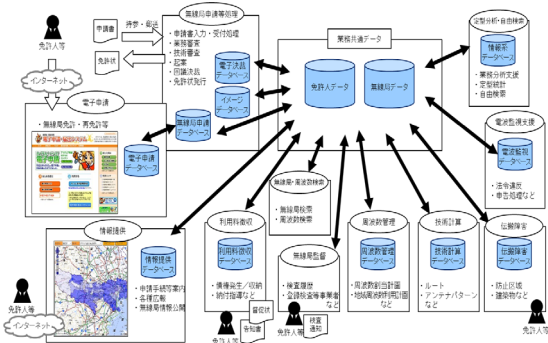 免許人等
申請書
持参・郵送
免許状
インターネット
無線局申請等処理
・申請書入力・受付処理
・業務審査
・技術審査
・起案
・回議決裁
・免許状発行
電子決裁
データベース
イメージ
データベース
業務共通データ
免許人データ
無線局データ
定型分析・自由検索
情報系
データベース
・業務分析支援
・定型統計
・自由検索
電子申請
・無線局免許・再免許等
電子申請
データベース
無線局申請
データベース
電波監視支援
電波監視
データベース
・法令違反
・申告処理など
無線局・周波数検索
・無線局検索
・周波数検索
情報提供
情報提供
データベース
・申請手続等案内
・各種広報
・無線局情報公開
免許人等
インターネット
利用料徴収
利用料徴収
データベース
・債権発生/収納
・納付指導など
督促状
告知書
免許人等
無線局監督
・検査履歴
・登録検査等事業者
など
検査
通知
免許人等
周波数管理
周波数管理
データベース
・周波数割当計画
・地域周波数利用計画
など
技術計算
技術計算
データベース
・ルート
・アンテナパターン
など
伝搬障害
伝搬障害
データベース
・防止区域
・建築物など
免許人等